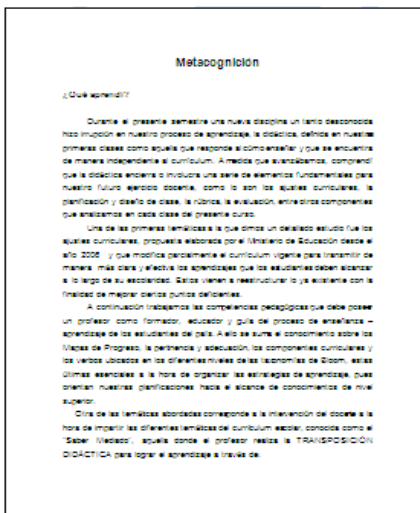 Metacognición
¿Qué aprendí?
Durante el presente semestre una nueva disciplina un tanto desconocida
hizo irrupción en nuestro proceso de aprendizaje, la didáctica, definida en nuestras
primeras clases como aquella que responde al cómo enseñar y que se encuentra
de manera independiente al currículum. A medida que avanzábamos, comprendí
que la didáctica encierra o involucra una serie de elementos fundamentales para
nuestro futuro ejercicio docente, como lo son los ajustes curriculares, la
planificación y diseño de clase, la rúbrica, la evaluación, entre otros componentes
que analizamos en cada clase del presente curso.
Una de las primeras temáticas a la que dimos un detallado estudio fue los
ajustes curriculares, propuesta elaborada por el Ministerio de Educación desde el
año 2008 y que modifica parcialmente el currículum vigente para transmitir de
manera más clara y efectiva los aprendizajes que los estudiantes deben alcanzar
a lo largo de su escolaridad. Estos vienen a reestructurar lo ya existente con la
finalidad de mejorar ciertos puntos deficientes.
A continuación trabajamos las competencias pedagógicas que debe poseer
un profesor como formador, educador y guía del proceso de enseñanza –
aprendizaje de los estudiantes del país. A ello se suma el conocimiento sobre los
Mapas de Progreso, la pertinencia y adecuación, los componentes curriculares y
los verbos ubicados en los diferentes niveles de las taxonomías de Bloom, estas
últimas esenciales a la hora de organizar las estrategias de aprendizaje, pues
orientan nuestras planificaciones hacia el alcance de conocimientos de nivel
superior.
Otra de las temáticas abordadas corresponde a la intervención del docente a la
hora de impartir las diferentes temáticas del currículum escolar, conocida como el
"Saber Mediado", aquella donde el profesor realiza la TRANSPOSICIÓN
DIDÁCTICA para lograr el aprendizaje a través de: